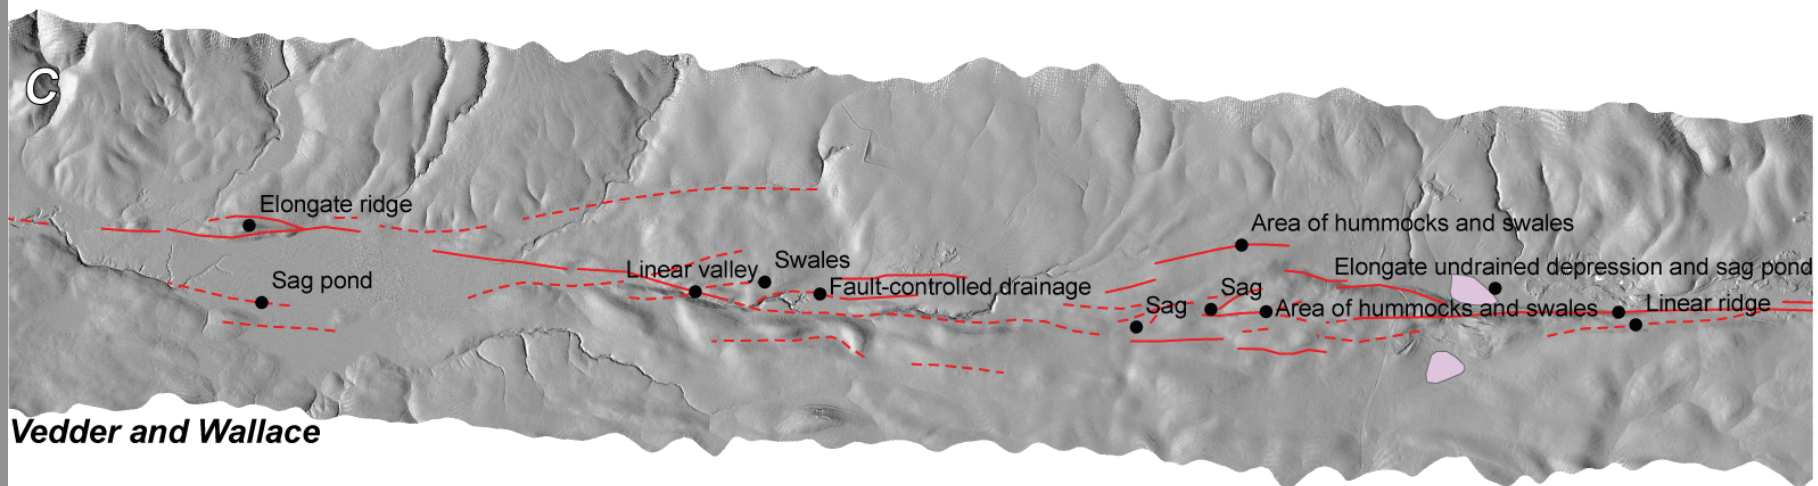 C
Elongate ridge
Area of hummocks and swales
Swales
Linear valley
Elongate undrained depression and sag pond
Sag pond
Fault-controlled drainage
Sag
Sag
Area of hummocks and swales
Linear ridge
Vedder and Wallace